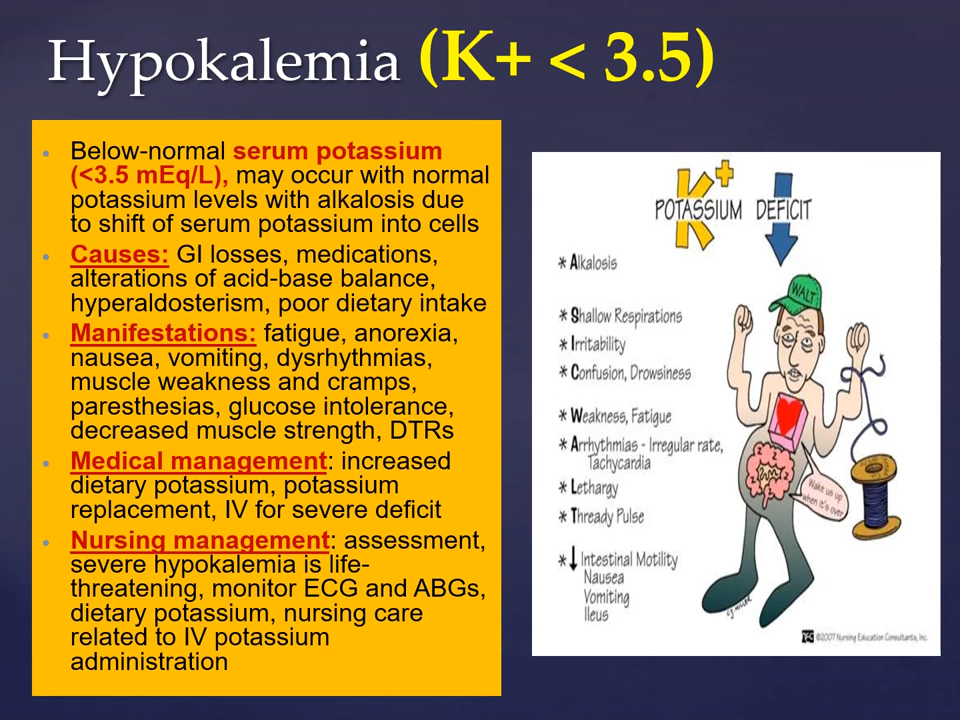 Hypokalemia (K+ < 3.5)
• Below-normal serum potassium
(<3.5 mEq/L), may occur with normal
potassium levels with alkalosis due
to shift of serum potassium into cells
• Causes: GI losses, medications,
alterations of acid-base balance,
hyperaldosterism, poor dietary intake
• Manifestations: fatigue, anorexia,
nausea, vomiting, dysrhythmias,
muscle weakness and cramps,
paresthesias, glucose intolerance,
decreased muscle strength, DTRs
• Medical management: increased
dietary potassium, potassium
replacement, IV for severe deficit
• Nursing management: assessment,
severe hypokalemia is life-
threatening, monitor ECG and ABGs,
dietary potassium, nursing care
related to IV potassium
administration
K+
POTASSIUM DEFICIT
* Alkalosis
* Shallow Respirations
* Irritability
* Confusion, Drowsiness
* Weakness, Fatigue
* Arrhythmias - Irregular rate,
Tachycardia
* Lethargy
* Thready Pulse
* ↓ Intestinal Motility
Nausea
Vomiting
Ileus
WALT
Z Z Z
Wake us up
when it's over
©2007 Nursing Education Consultants, Inc.